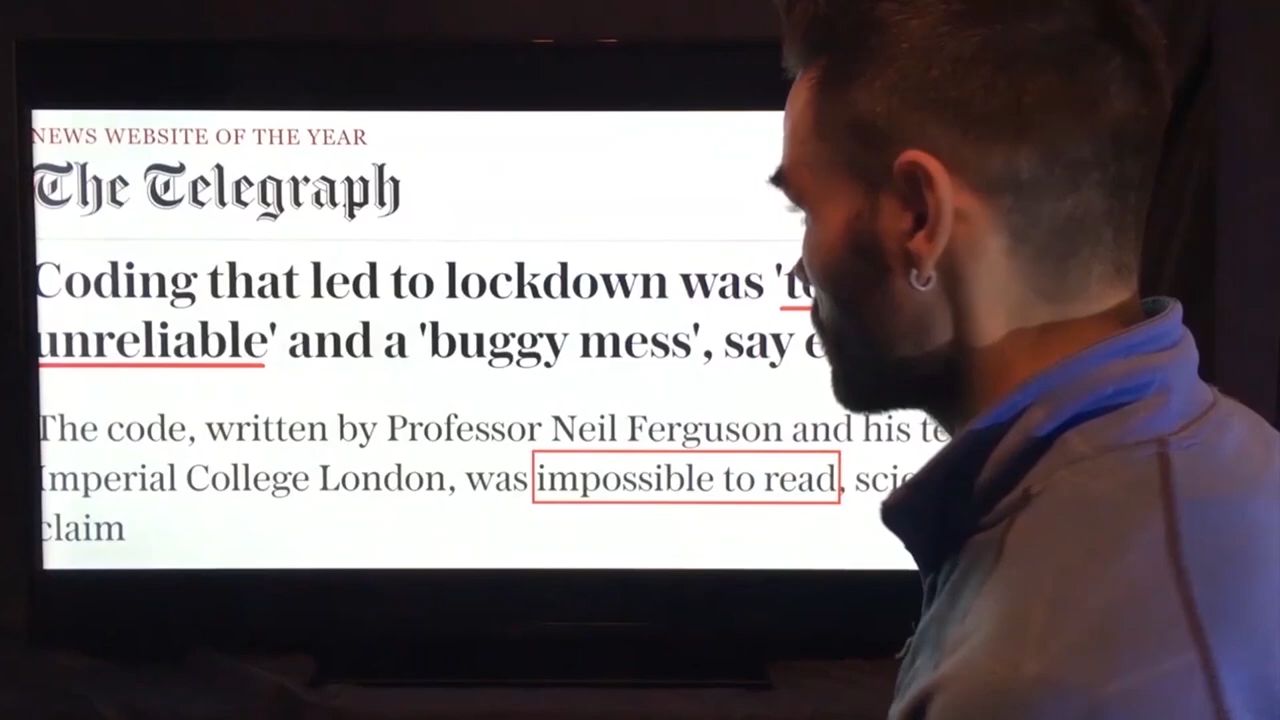 NEWS WEBSITE OF THE YEAR
The Telegraph
Coding that led to lockdown was '
unreliable' and a 'buggy mess', say
The code, written by Professor Neil Ferguson and his
Imperial College London, was impossible to read,
claim